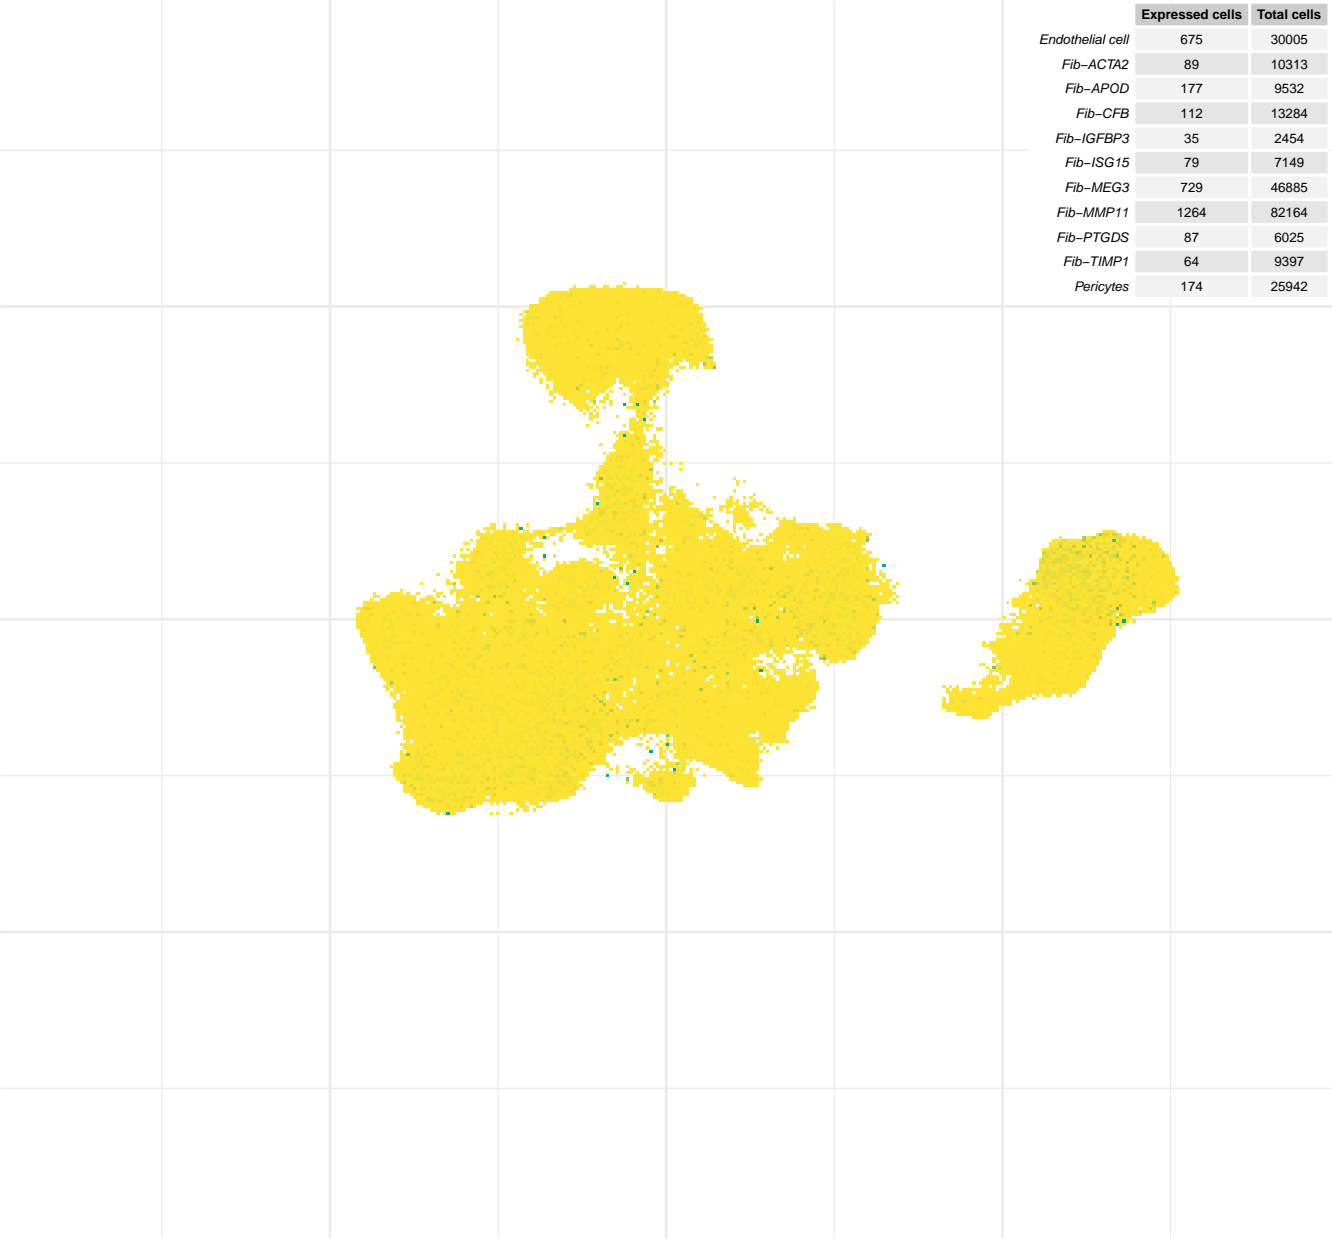 Expressed cells Total cells
Endothelial cell 675 30005
Fib−ACTA2 89 10313
Fib−APOD 177 9532
Fib−CFB 112 13284
Fib−IGFBP3 35 2454
Fib−ISG15 79 7149
Fib−MEG3 729 46885
Fib−MMP11 1264 82164
Fib−PTGDS 87 6025
Fib−TIMP1 64 9397
Pericytes 174 25942